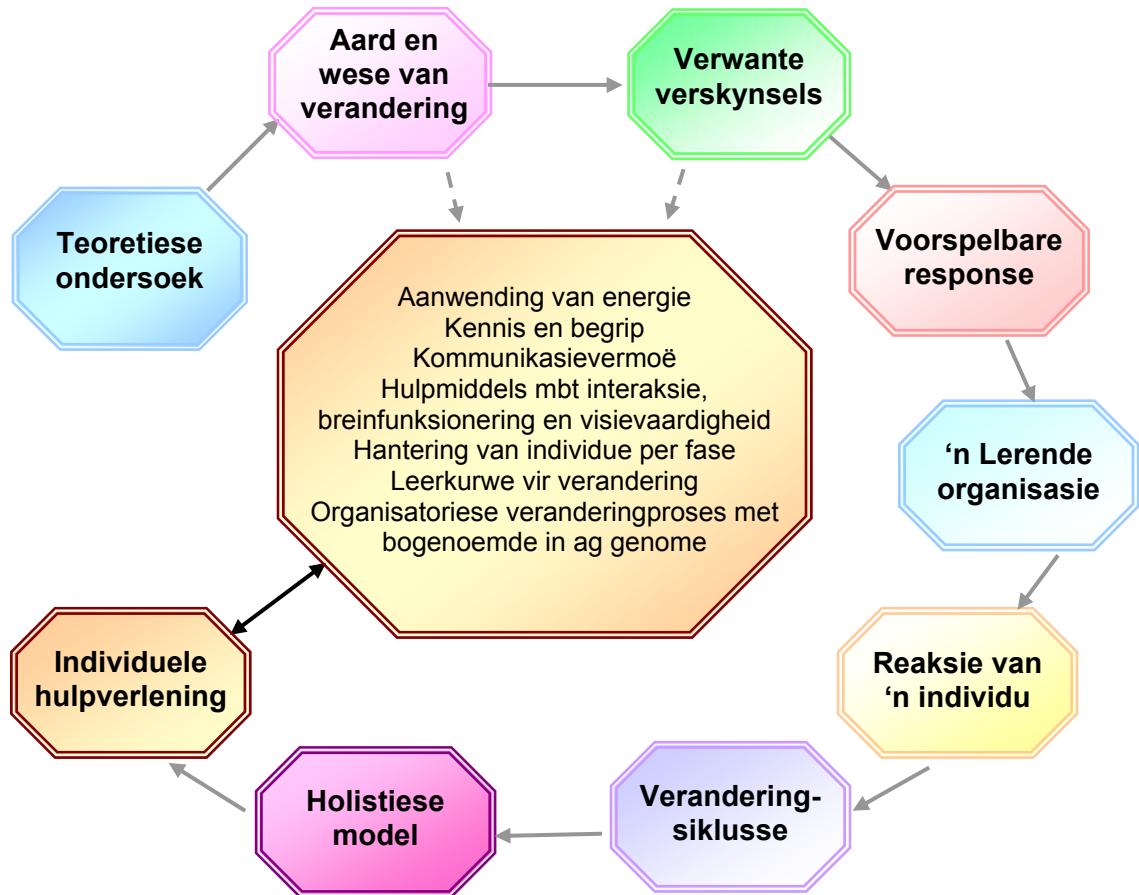 Aard en
wese van
verandering
Verwante
verskynsels
Teoretiese
ondersoek
Voorspelbare
response
Aanwending van energie
Kennis en begrip
Kommunikasievermoë
Hulpmiddels mbt interaksie,
breinfunksionering en visievaardigheid
Hantering van individue per fase
Leerkurwe vir verandering
Organisatoriese veranderingproses met
bogenoemde in ag genome
‘n Lerende
organisasie
Individuele
hulpverlening
Reaksie van
‘n individu
Holistiese
model
Verandering-
siklusse